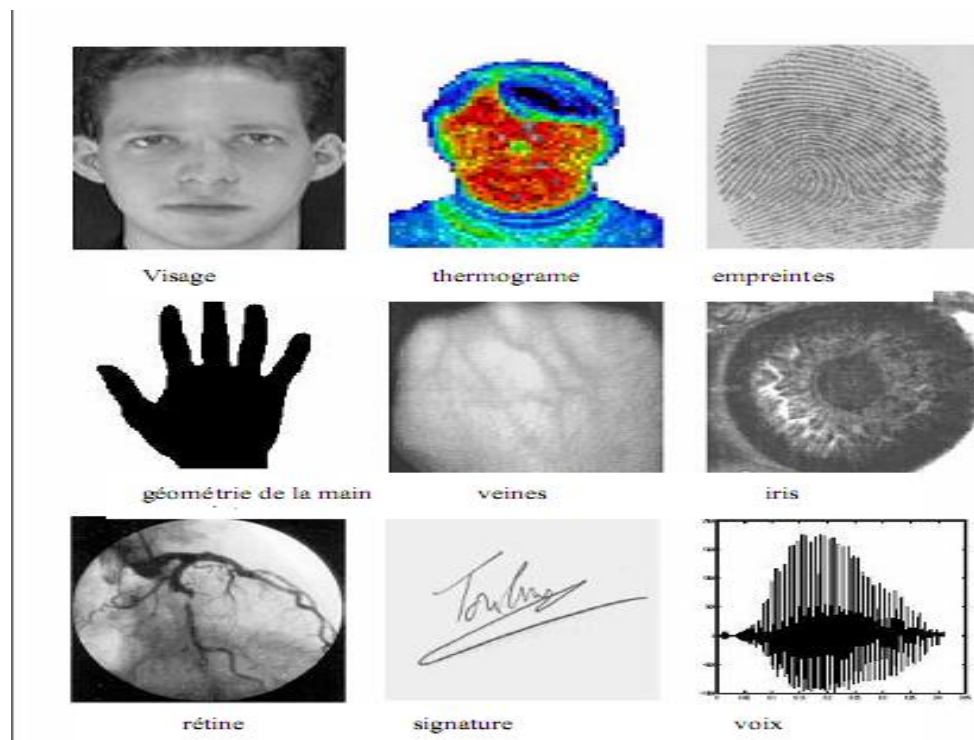 Visage thermograme empreintes
géométrie de la main veines iris
rétine signature voix